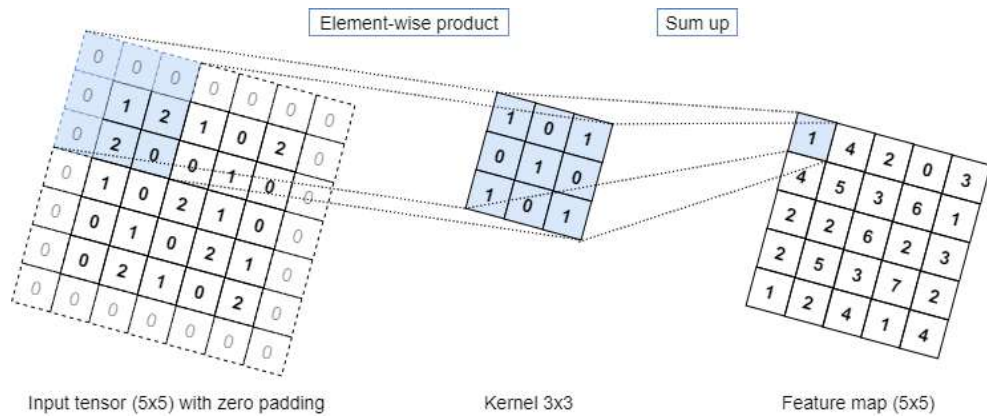 Element-wise product
Sum up
0 0 0 0 0 0 0
0 1 2 1 0 2 0
0 2 0 0 1 0 0
0 1 0 2 1 0 0
0 0 1 0 2 1 0
0 0 2 1 0 2 0
0 0 0 0 0 0 0
1 0 1
0 1 0
1 0 1
1 4 2 0 3
4 5 3 6 1
2 2 6 2 3
2 5 3 7 2
1 2 4 1 4
Input tensor (5x5) with zero padding
Kernel 3x3
Feature map (5x5)